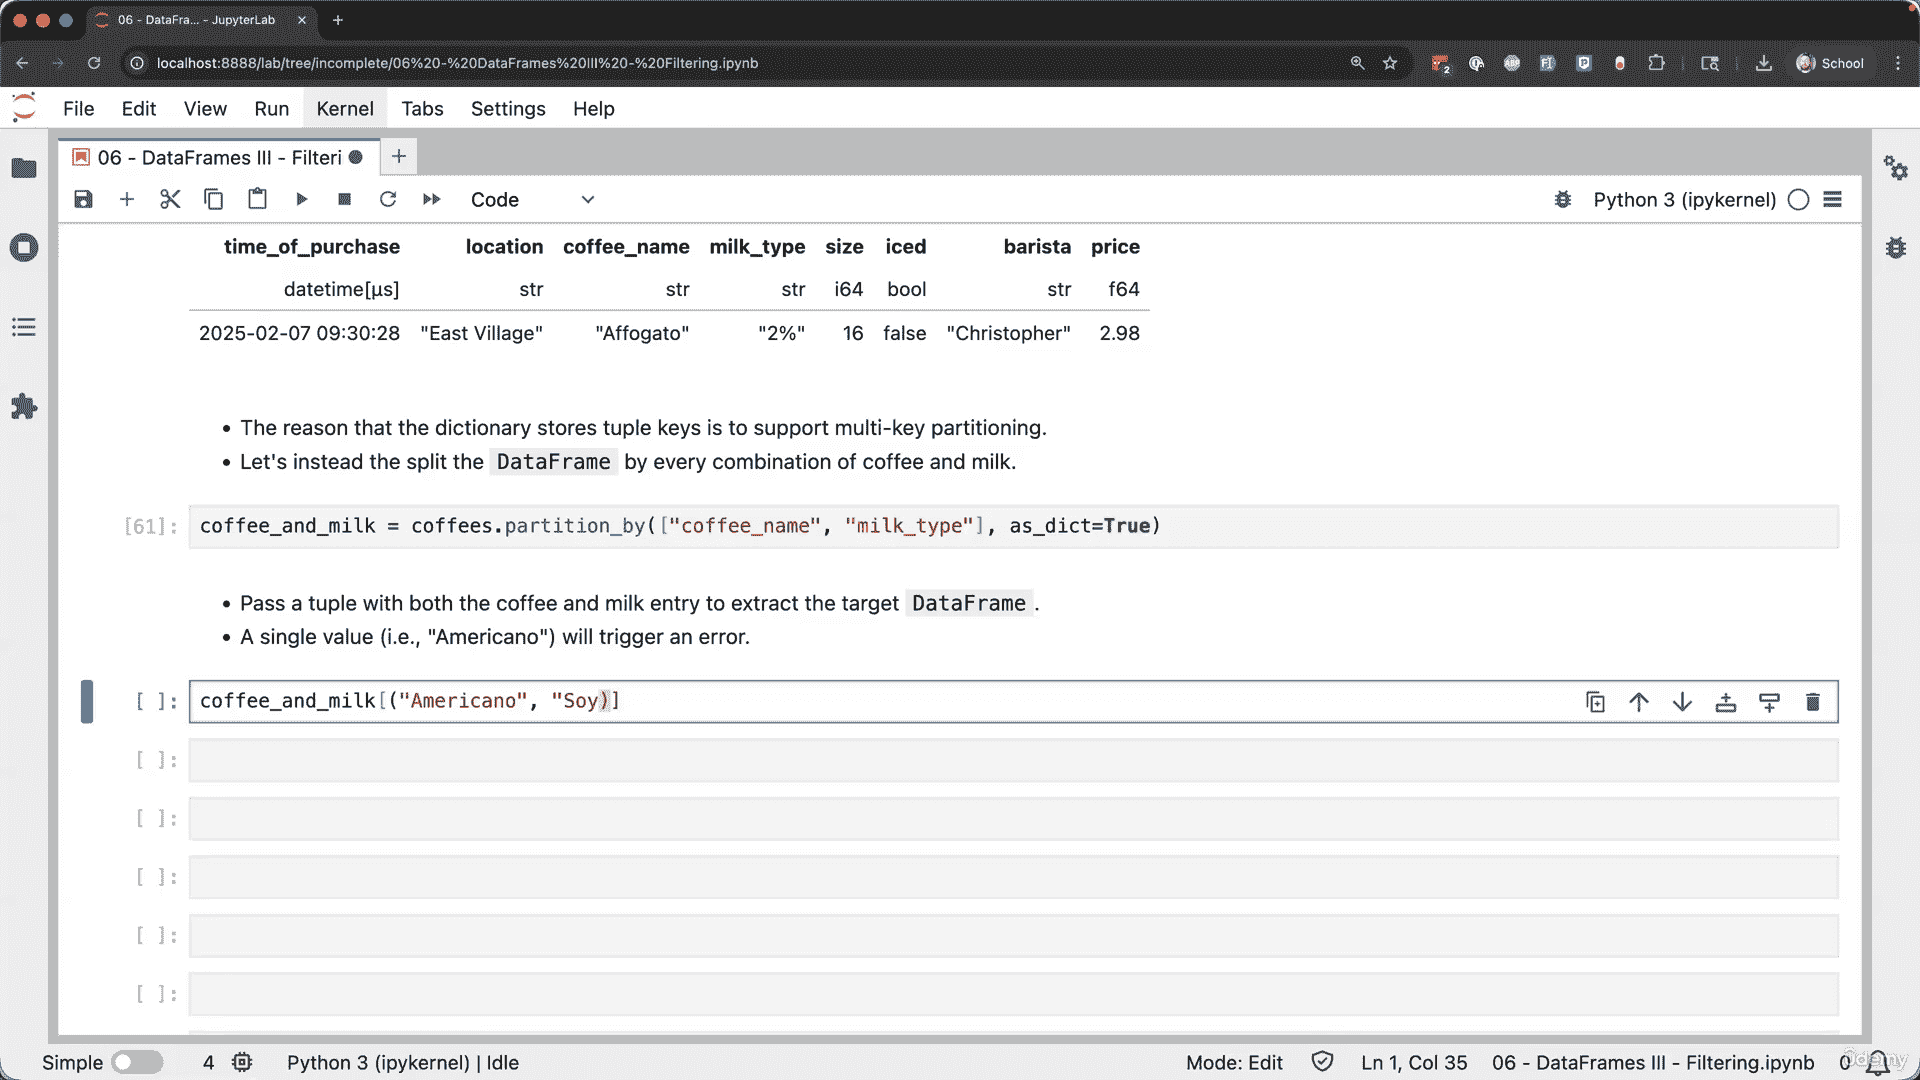 06 - DataFra... - JupyterLab
localhost:8888/lab/tree/incomplete/06%20-%20DataFrames%20III%20-%20Filtering.ipynb
2
ABP
School
File Edit View Run Kernel Tabs Settings Help
06 - DataFrames III - Filteri
Code
Python 3 (ipykernel)
time_of_purchase location coffee_name milk_type size iced barista price
datetime[μs] str str str i64 bool str f64
2025-02-07 09:30:28 "East Village" "Affogato" "2%" 16 false "Christopher" 2.98
• The reason that the dictionary stores tuple keys is to support multi-key partitioning.
• Let's instead the split the DataFrame by every combination of coffee and milk.
[61]: coffee_and_milk = coffees.partition_by(["coffee_name", "milk_type"], as_dict=True)
• Pass a tuple with both the coffee and milk entry to extract the target DataFrame.
• A single value (i.e., "Americano") will trigger an error.
[ ]: coffee_and_milk[("Americano", "Soy)]
[ ]:
[ ]:
[ ]:
[ ]:
[ ]:
Simple 4 Python 3 (ipykernel) | Idle Mode: Edit Ln 1, Col 35 06 - DataFrames III - Filtering.ipynb 0
udemy